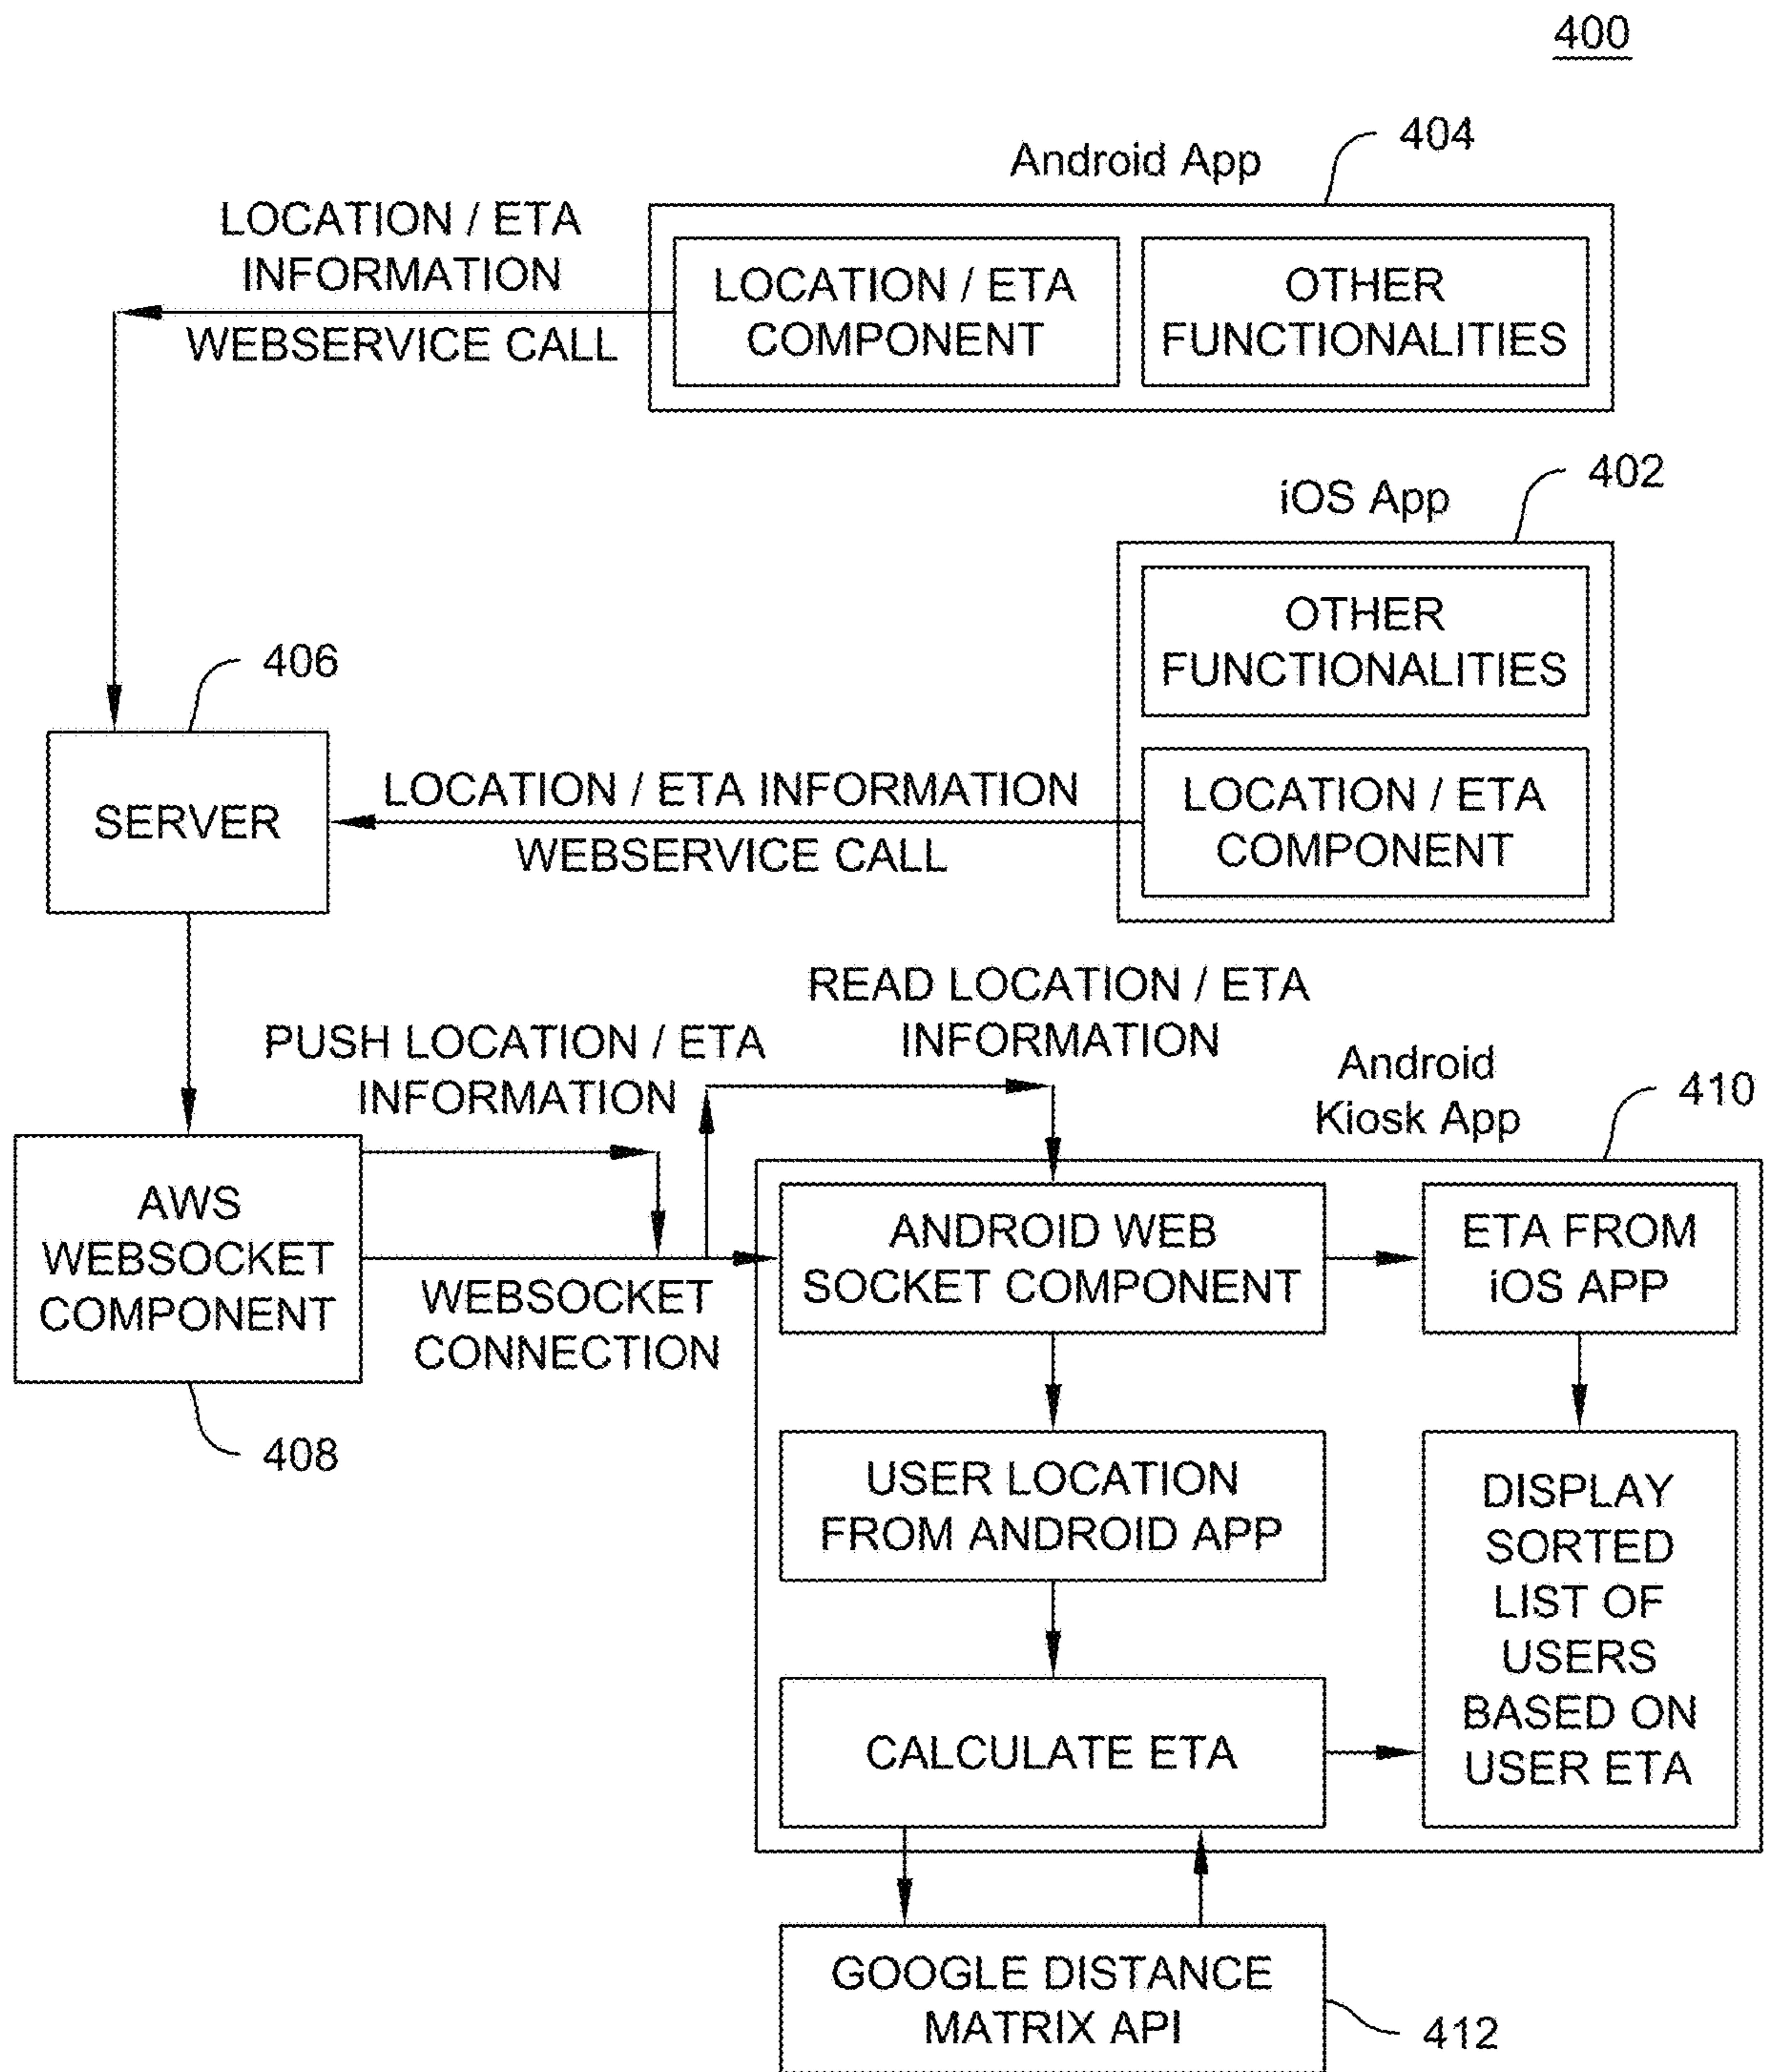 400
404
Android App
LOCATION / ETA
INFORMATION
WEBSERVICE CALL
LOCATION / ETA
COMPONENT
OTHER
FUNCTIONALITIES
402
iOS App
OTHER
FUNCTIONALITIES
LOCATION / ETA
COMPONENT
406
SERVER
LOCATION / ETA INFORMATION
WEBSERVICE CALL
READ LOCATION / ETA
INFORMATION
PUSH LOCATION / ETA
INFORMATION
Android
Kiosk App
410
AWS
WEBSOCKET
COMPONENT
408
WEBSOCKET
CONNECTION
ANDROID WEB
SOCKET COMPONENT
ETA FROM
iOS APP
USER LOCATION
FROM ANDROID APP
DISPLAY
SORTED
LIST OF
USERS
BASED ON
USER ETA
CALCULATE ETA
GOOGLE DISTANCE
MATRIX API
412